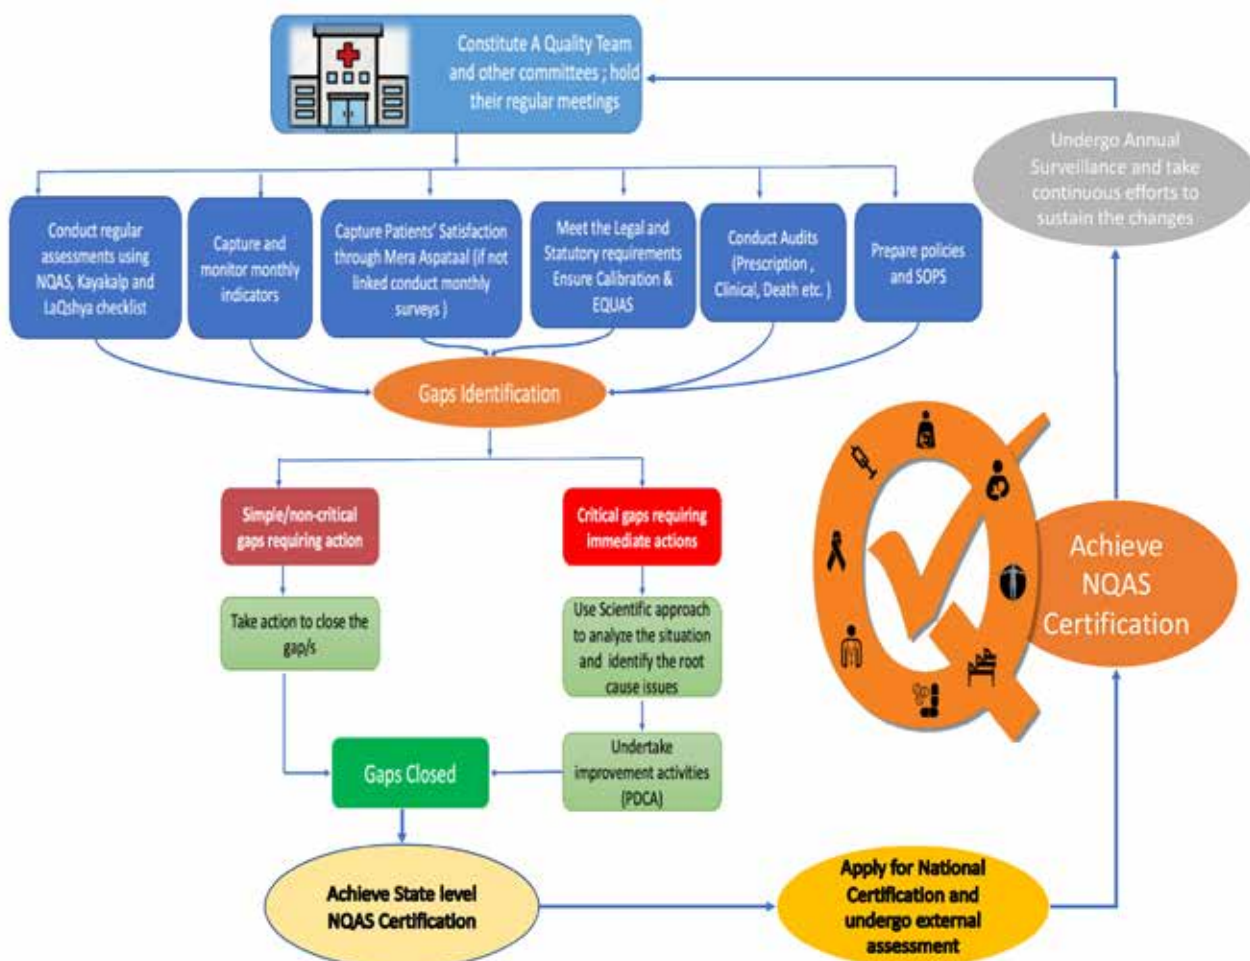 Constitute A Quality Team
and other committees ; hold
their regular meetings
Undergo Annual
Surveillance and take
continuous efforts to
sustain the changes
Conduct regular
assessments using
NQAS, Kayakalp and
LaQshya checklist
Capture and
monitor monthly
indicators
Capture Patients' Satisfaction
through Mera Aspataal (if not
linked conduct monthly
surveys )
Meet the Legal and
Statutory requirements
Ensure Calibration &
EQUAS
Conduct Audits
(Prescription ,
Clinical, Death etc. )
Prepare policies
and SOPS
Gaps Identification
Simple/non-critical
gaps requiring action
Critical gaps requiring
immediate actions
Take action to close the
gap/s
Use Scientific approach
to analyze the situation
and identify the root
cause issues
Achieve
NQAS
Certification
Gaps Closed
Undertake
improvement activities
(PDCA)
Achieve State level
NQAS Certification
Apply for National
Certification and
undergo external
assessment